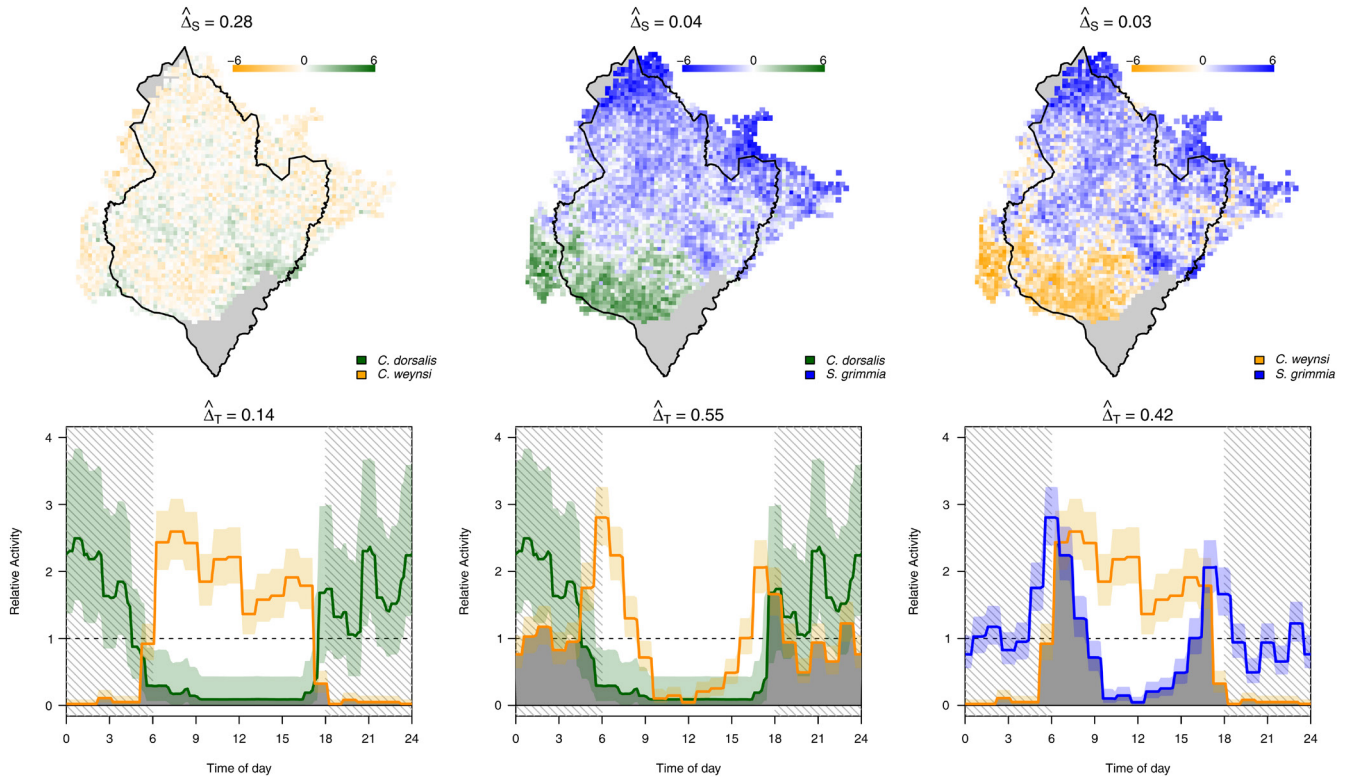 Δ̂S = 0.28
−6 0 6
C. dorsalis
C. weynsi
Δ̂S = 0.04
−6 0 6
C. dorsalis
S. grimmia
Δ̂S = 0.03
−6 0 6
C. weynsi
S. grimmia
Δ̂T = 0.14
4
3
2
1
0
Relative Activity
0 3 6 9 12 15 18 21 24
Time of day
Δ̂T = 0.55
4
3
2
1
0
Relative Activity
0 3 6 9 12 15 18 21 24
Time of day
Δ̂T = 0.42
4
3
2
1
0
Relative Activity
0 3 6 9 12 15 18 21 24
Time of day